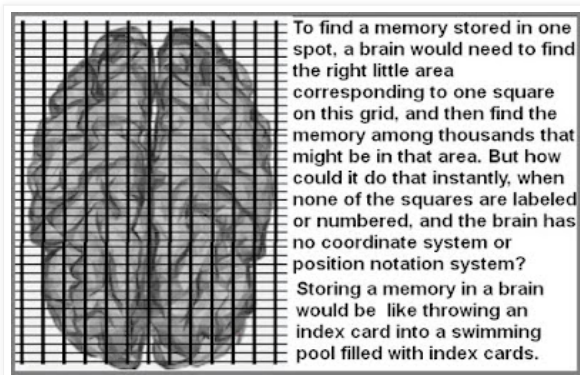 To find a memory stored in one
spot, a brain would need to find
the right little area
corresponding to one square
on this grid, and then find the
memory among thousands that
might be in that area. But how
could it do that instantly, when
none of the squares are labeled
or numbered, and the brain has
no coordinate system or
position notation system?
Storing a memory in a brain
would be like throwing an
index card into a swimming
pool filled with index cards.